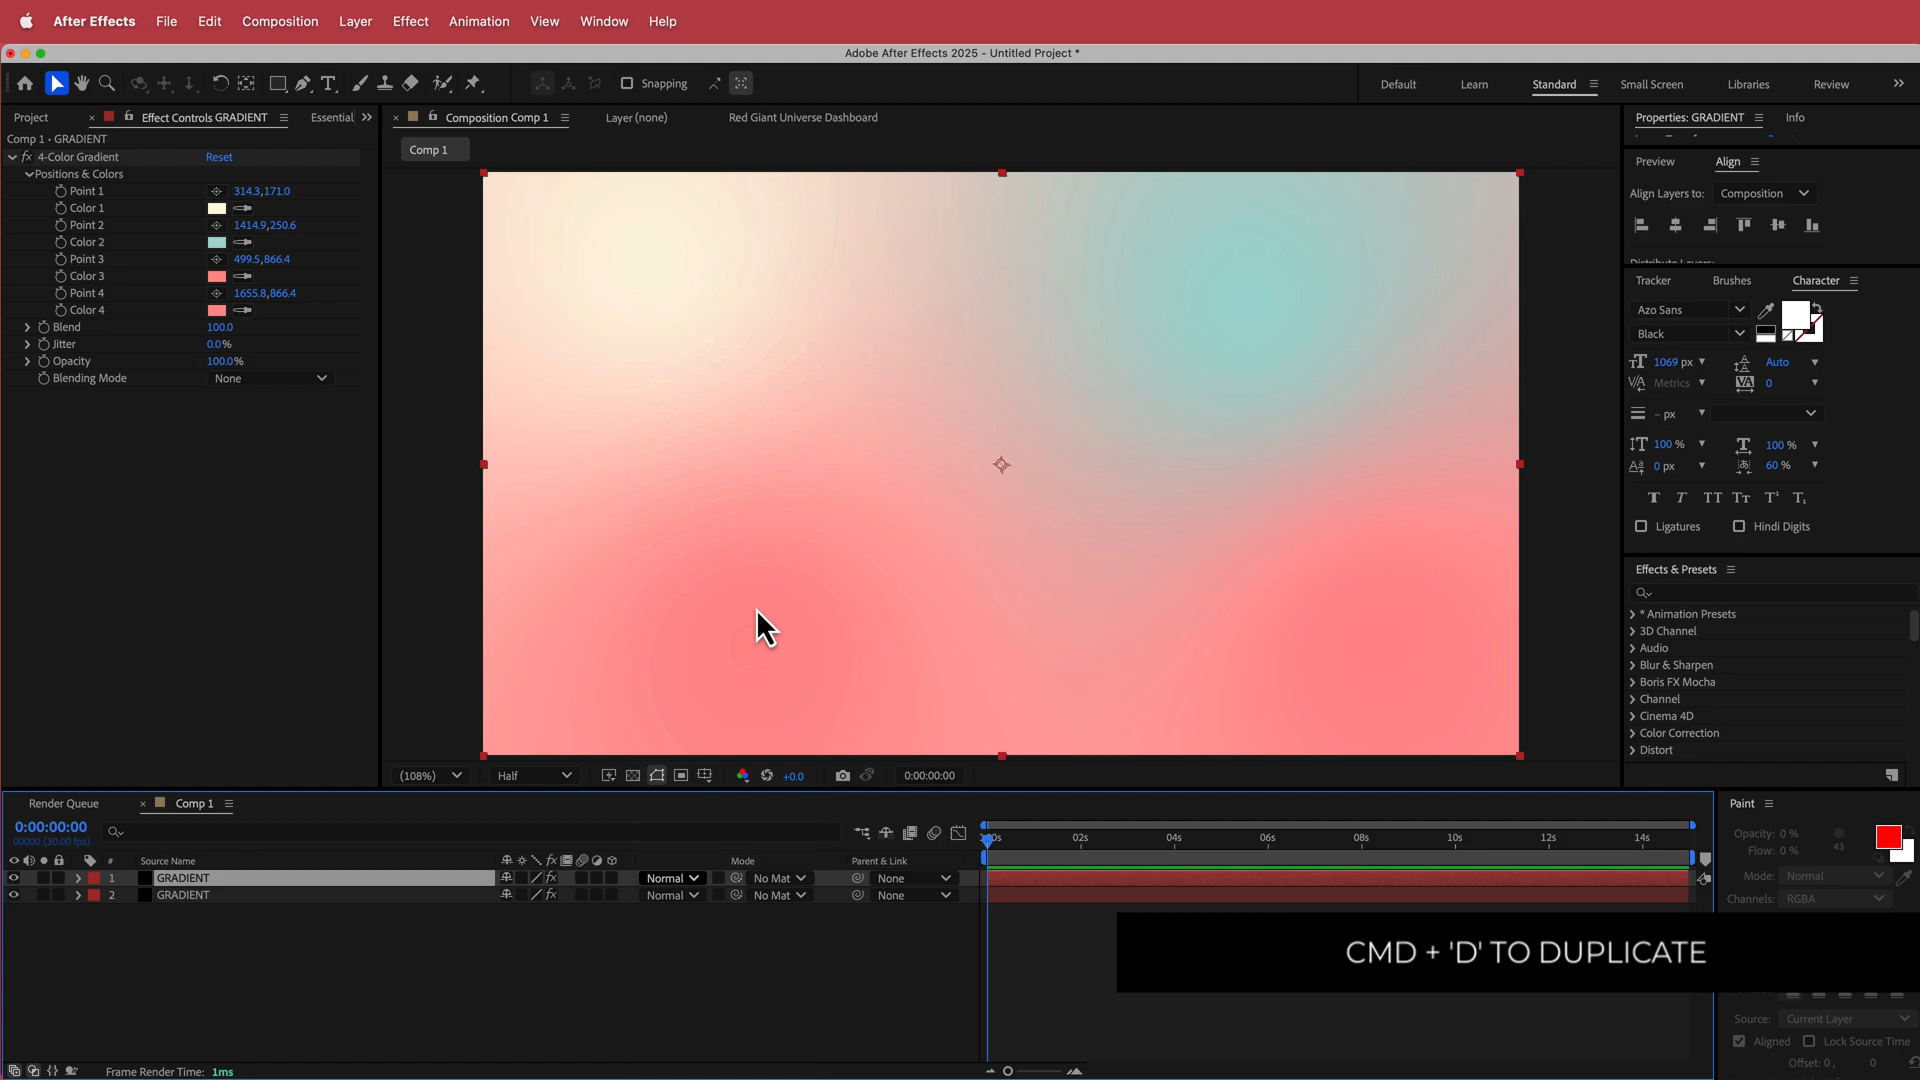 After Effects File Edit Composition Layer Effect Animation View Window Help
Adobe After Effects 2025 - Untitled Project *
Snapping
Default Learn Standard Small Screen Libraries Review
Project Effect Controls GRADIENT Essential
Comp 1 • GRADIENT
4-Color Gradient Reset
Positions & Colors
Point 1 314.3,171.0
Color 1
Point 2 1414.9,250.6
Color 2
Point 3 499.5,866.4
Color 3
Point 4 1655.8,866.4
Color 4
Blend 100.0
Jitter 0.0%
Opacity 100.0%
Blending Mode None
Composition Comp 1 Layer (none) Red Giant Universe Dashboard
Comp 1
(108%) Half +0.0 0:00:00:00
Properties: GRADIENT Info
Preview Align
Align Layers to: Composition
Distribute Layers:
Tracker Brushes Character
Azo Sans
Black
1069 px Auto
Metrics 0
– px
100 % 100 %
0 px 60 %
T T TT Tт T¹ T₁
Ligatures Hindi Digits
Effects & Presets
* Animation Presets
3D Channel
Audio
Blur & Sharpen
Boris FX Mocha
Channel
Cinema 4D
Color Correction
Distort
Render Queue Comp 1
0:00:00:00
00000 (30.00 fps)
:00s 02s 04s 06s 08s 10s 12s 14s
# Source Name Mode Parent & Link
1 GRADIENT Normal No Mat None
2 GRADIENT Normal No Mat None
CMD + 'D' TO DUPLICATE
Frame Render Time: 1ms
Paint
Opacity: 0 %
Flow: 0 % 43
Mode: Normal
Channels: RGBA
Source: Current Layer
Aligned Lock Source Time
Offset: 0, 0